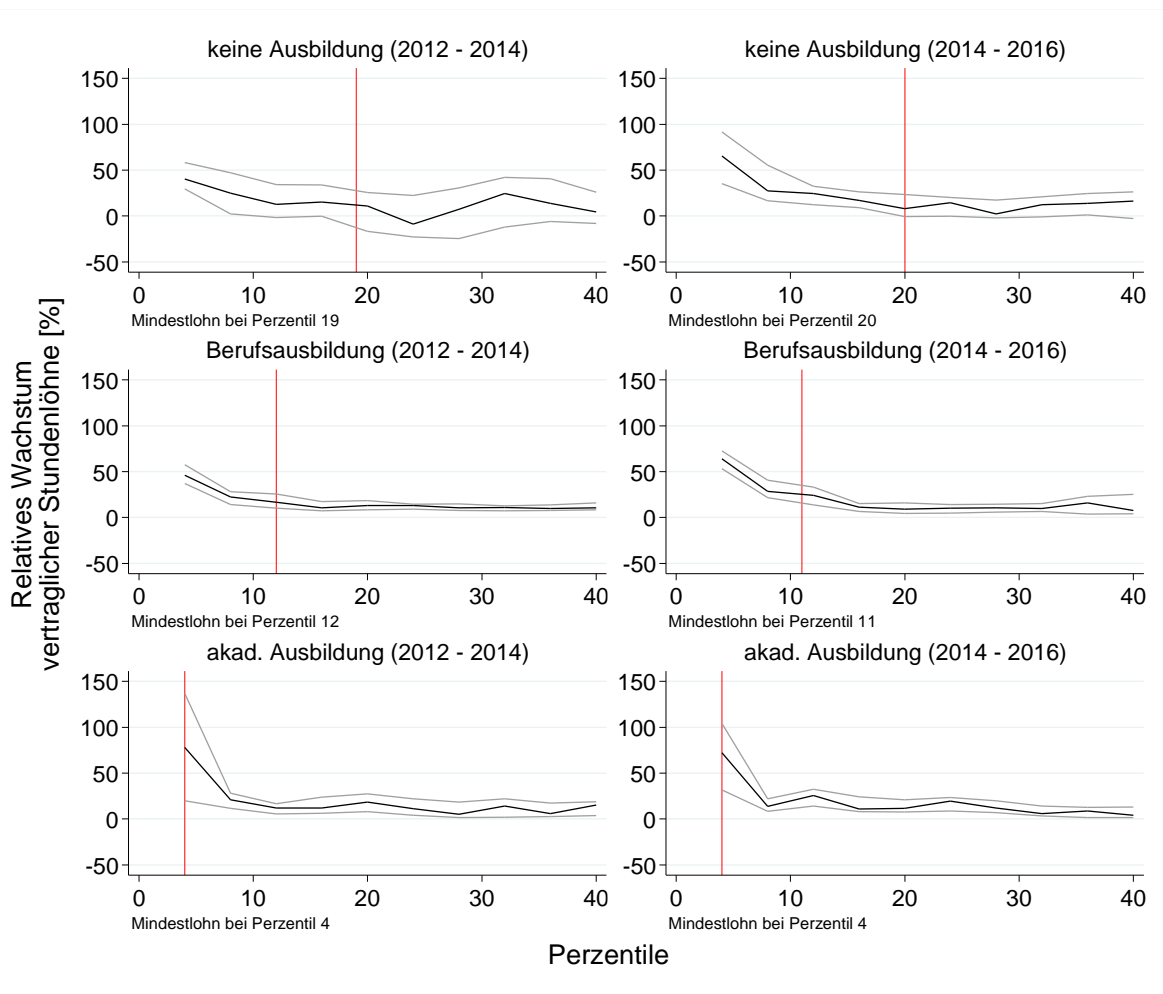 keine Ausbildung (2012 - 2014)
150
100
50
0
-50
0 10 20 30 40
Mindestlohn bei Perzentil 19
keine Ausbildung (2014 - 2016)
150
100
50
0
-50
0 10 20 30 40
Mindestlohn bei Perzentil 20
Relatives Wachstum
vertraglicher Stundenlöhne [%]
Berufsausbildung (2012 - 2014)
150
100
50
0
-50
0 10 20 30 40
Mindestlohn bei Perzentil 12
Berufsausbildung (2014 - 2016)
150
100
50
0
-50
0 10 20 30 40
Mindestlohn bei Perzentil 11
akad. Ausbildung (2012 - 2014)
150
100
50
0
-50
0 10 20 30 40
Mindestlohn bei Perzentil 4
akad. Ausbildung (2014 - 2016)
150
100
50
0
-50
0 10 20 30 40
Mindestlohn bei Perzentil 4
Perzentile